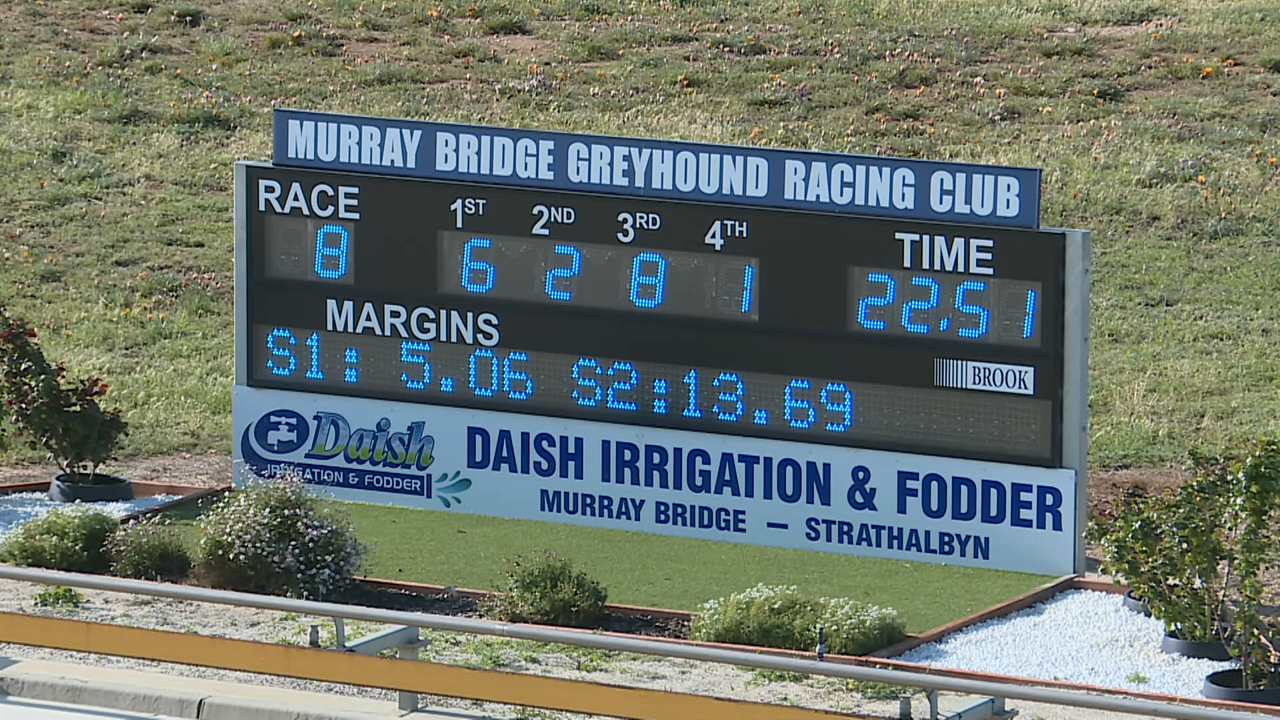 MURRAY BRIDGE GREYHOUND RACING CLUB
RACE 1ST 2ND 3RD 4TH TIME
8 6 2 8 1 22.51
MARGINS
S1: 5.06 S2:13.69
BROOK
Daish
IRRIGATION & FODDER
DAISH IRRIGATION & FODDER
MURRAY BRIDGE – STRATHALBYN